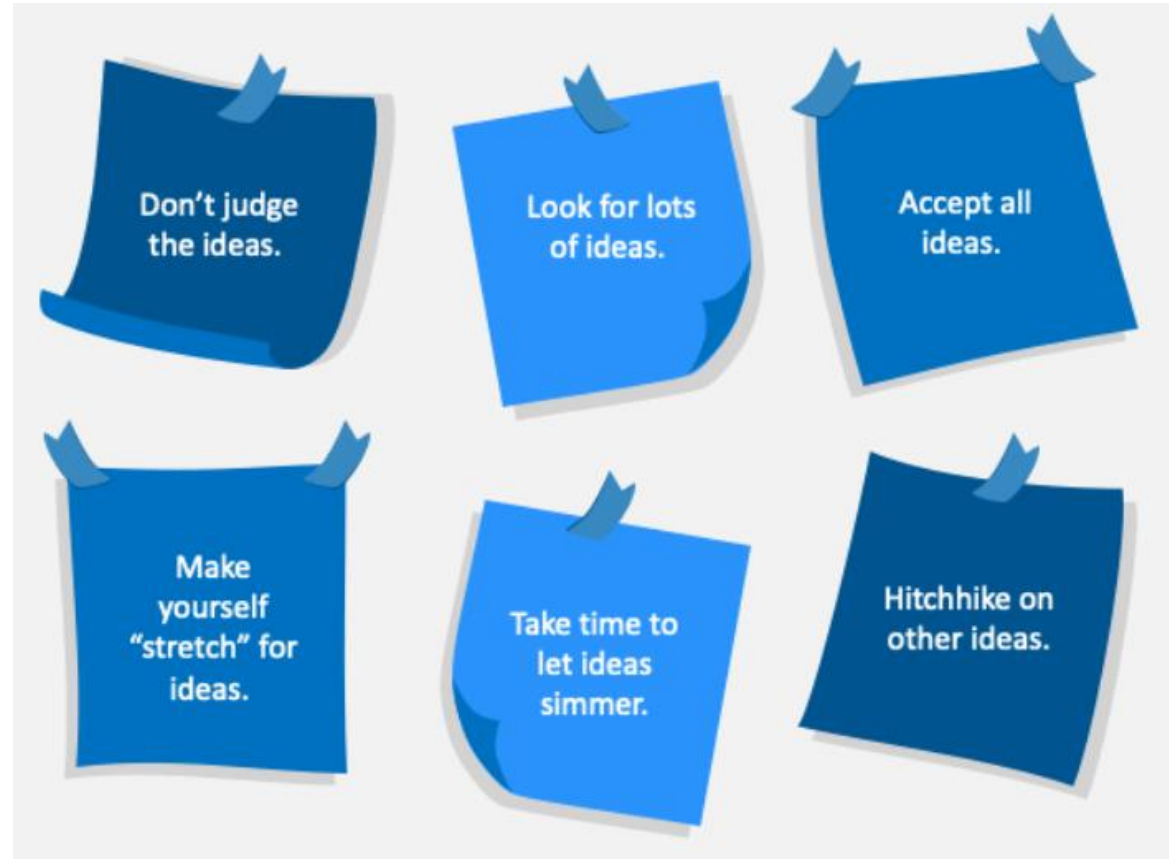 Don’t judge
the ideas.
Look for lots
of ideas.
Accept all
ideas.
Make
yourself
“stretch” for
ideas.
Take time to
let ideas
simmer.
Hitchhike on
other ideas.